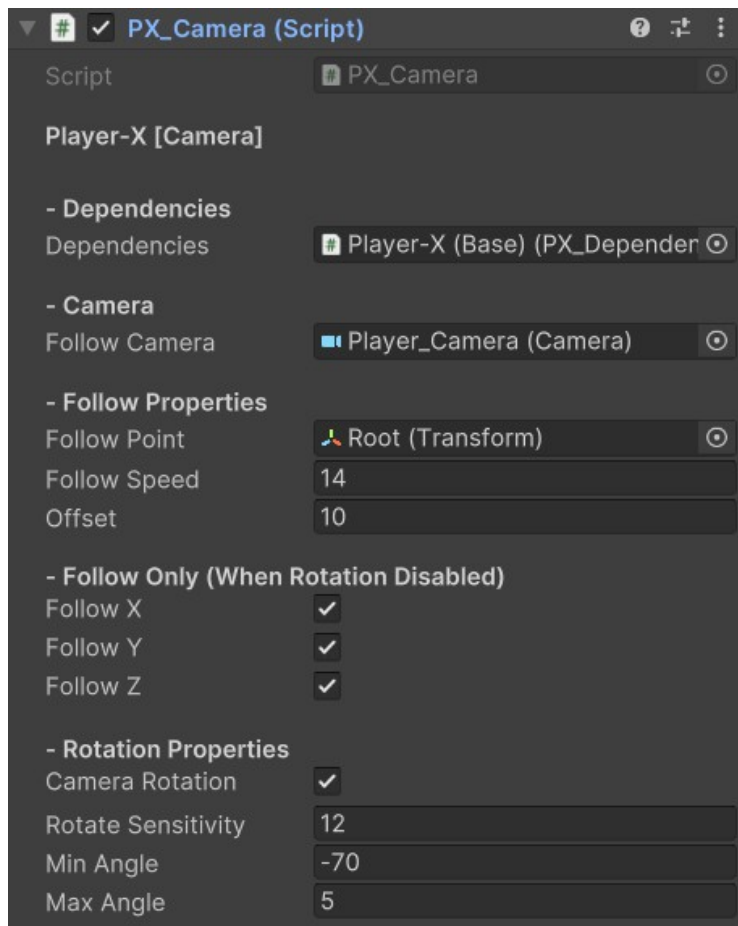 PX_Camera (Script)
Script PX_Camera
Player-X [Camera]
- Dependencies
Dependencies Player-X (Base) (PX_Dependen
- Camera
Follow Camera Player_Camera (Camera)
- Follow Properties
Follow Point Root (Transform)
Follow Speed 14
Offset 10
- Follow Only (When Rotation Disabled)
Follow X
Follow Y
Follow Z
- Rotation Properties
Camera Rotation
Rotate Sensitivity 12
Min Angle -70
Max Angle 5